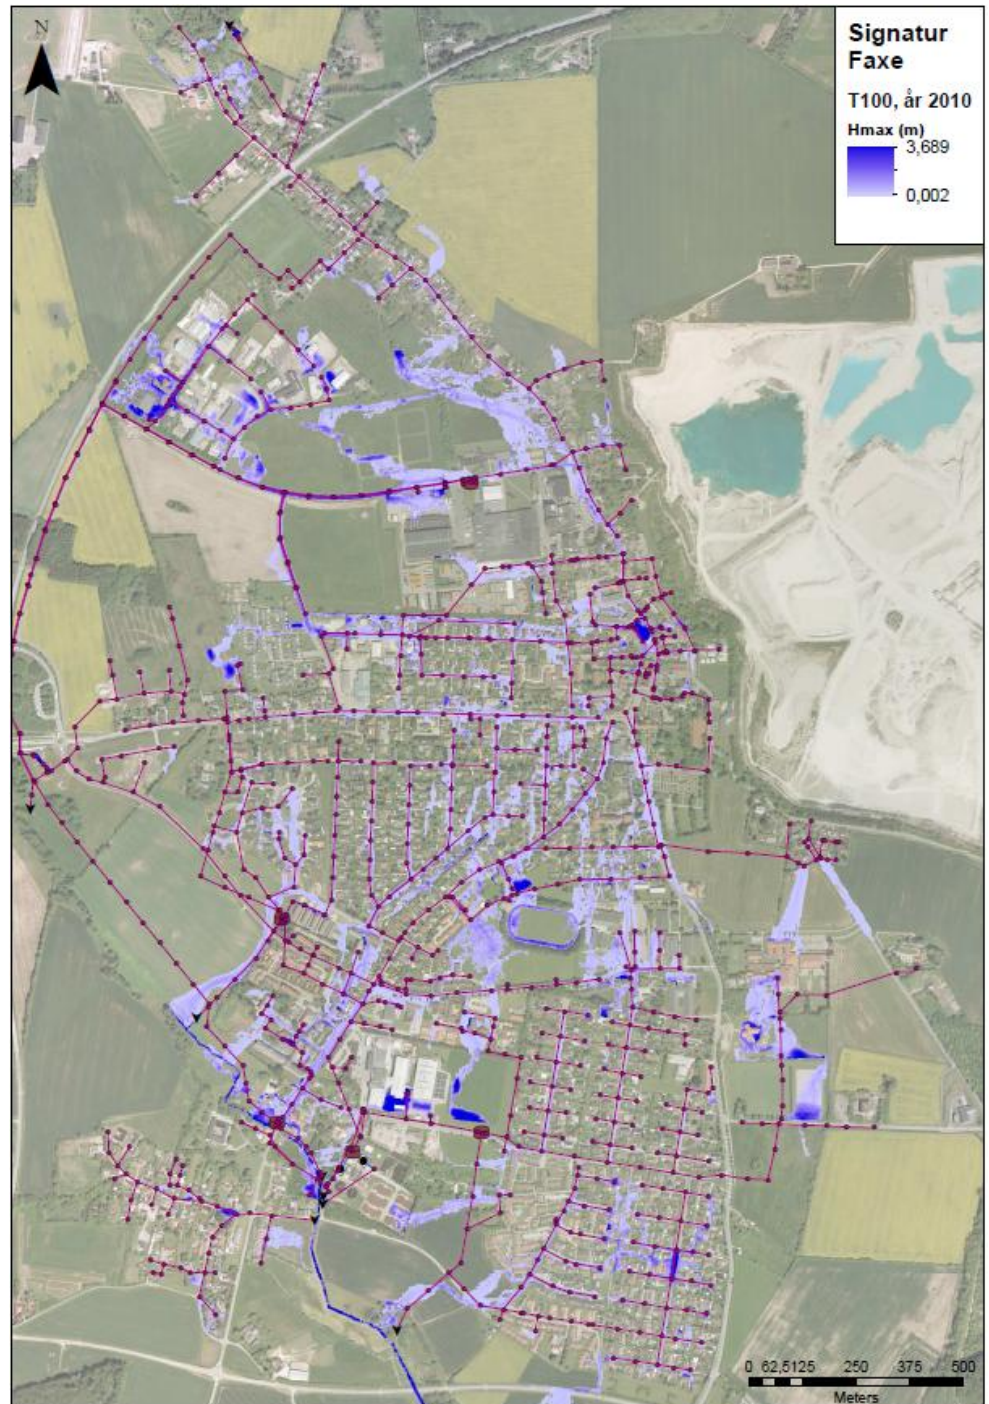 N
Signatur
Faxe
T100, år 2010
Hmax (m)
3,689
0,002
0 62,5125 250 375 500
Meters